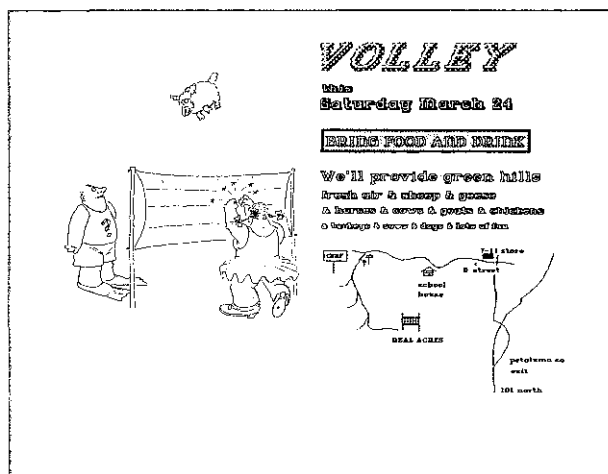 VOLLEY
this
Saturday March 24
BRING FOOD AND DRINK
We'll provide green hills
fresh air & sheep & geese
& horses & cows & goats & chickens
& turkeys & cows & dogs & lots of fun
7-11 store
D street
school
house
REAL ACRES
petaluma
exit
101 north